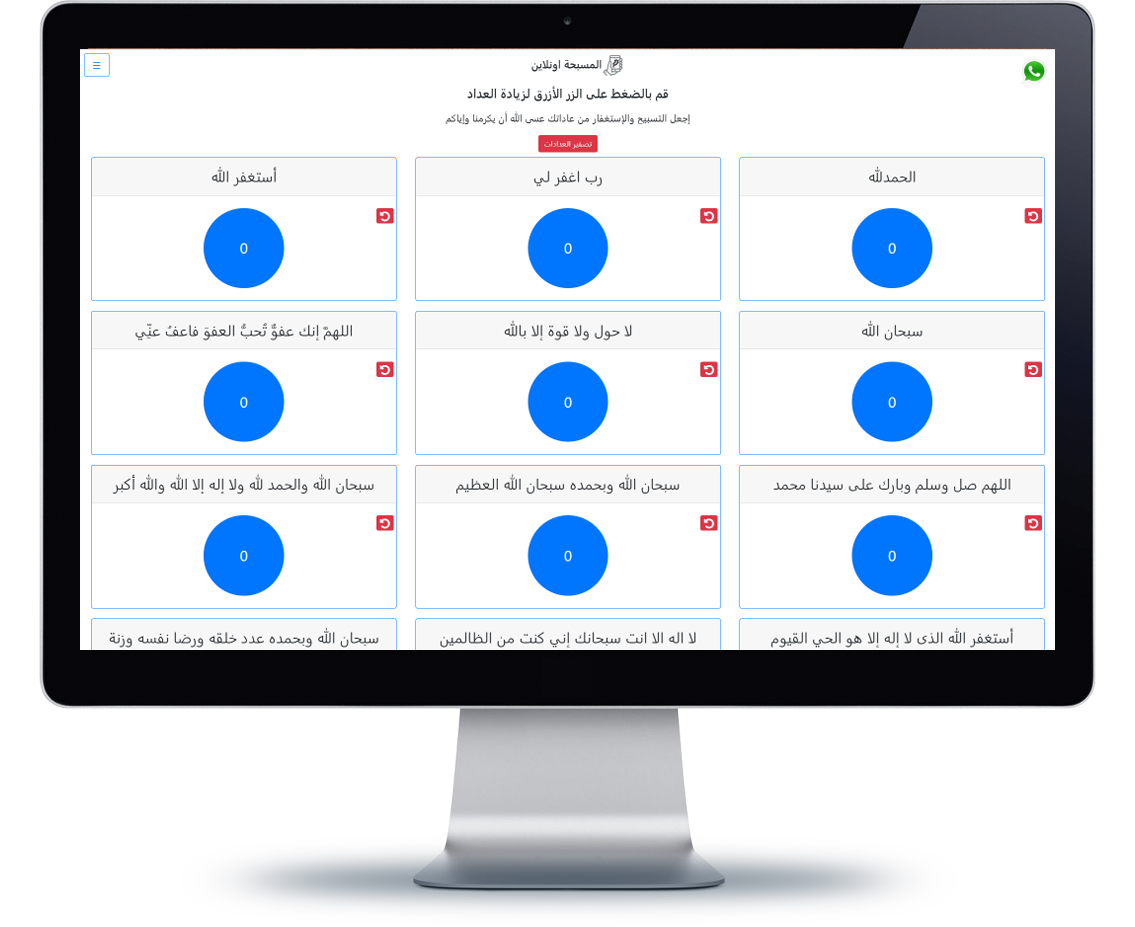 المسبحة اونلاين
قم بالضغط على الزر الأزرق لزيادة العداد
إجعل التسبيح والإستغفار من عاداتك عسى الله أن يكرمنا وإياكم
تصفير العدادات
الحمدلله
رب اغفر لي
أستغفر الله
0
0
0
سبحان الله
لا حول ولا قوة إلا بالله
اللهمّ إنك عفوٌّ تُحبُّ العفوَ فاعفُ عنّي
0
0
0
اللهم صل وسلم وبارك على سيدنا محمد
سبحان الله وبحمده سبحان الله العظيم
سبحان الله والحمد لله ولا إله إلا الله والله أكبر
0
0
0
أستغفر الله الذى لا إله إلا هو الحي القيوم
لا اله الا انت سبحانك إني كنت من الظالمين
سبحان الله وبحمده عدد خلقه ورضا نفسه وزنة